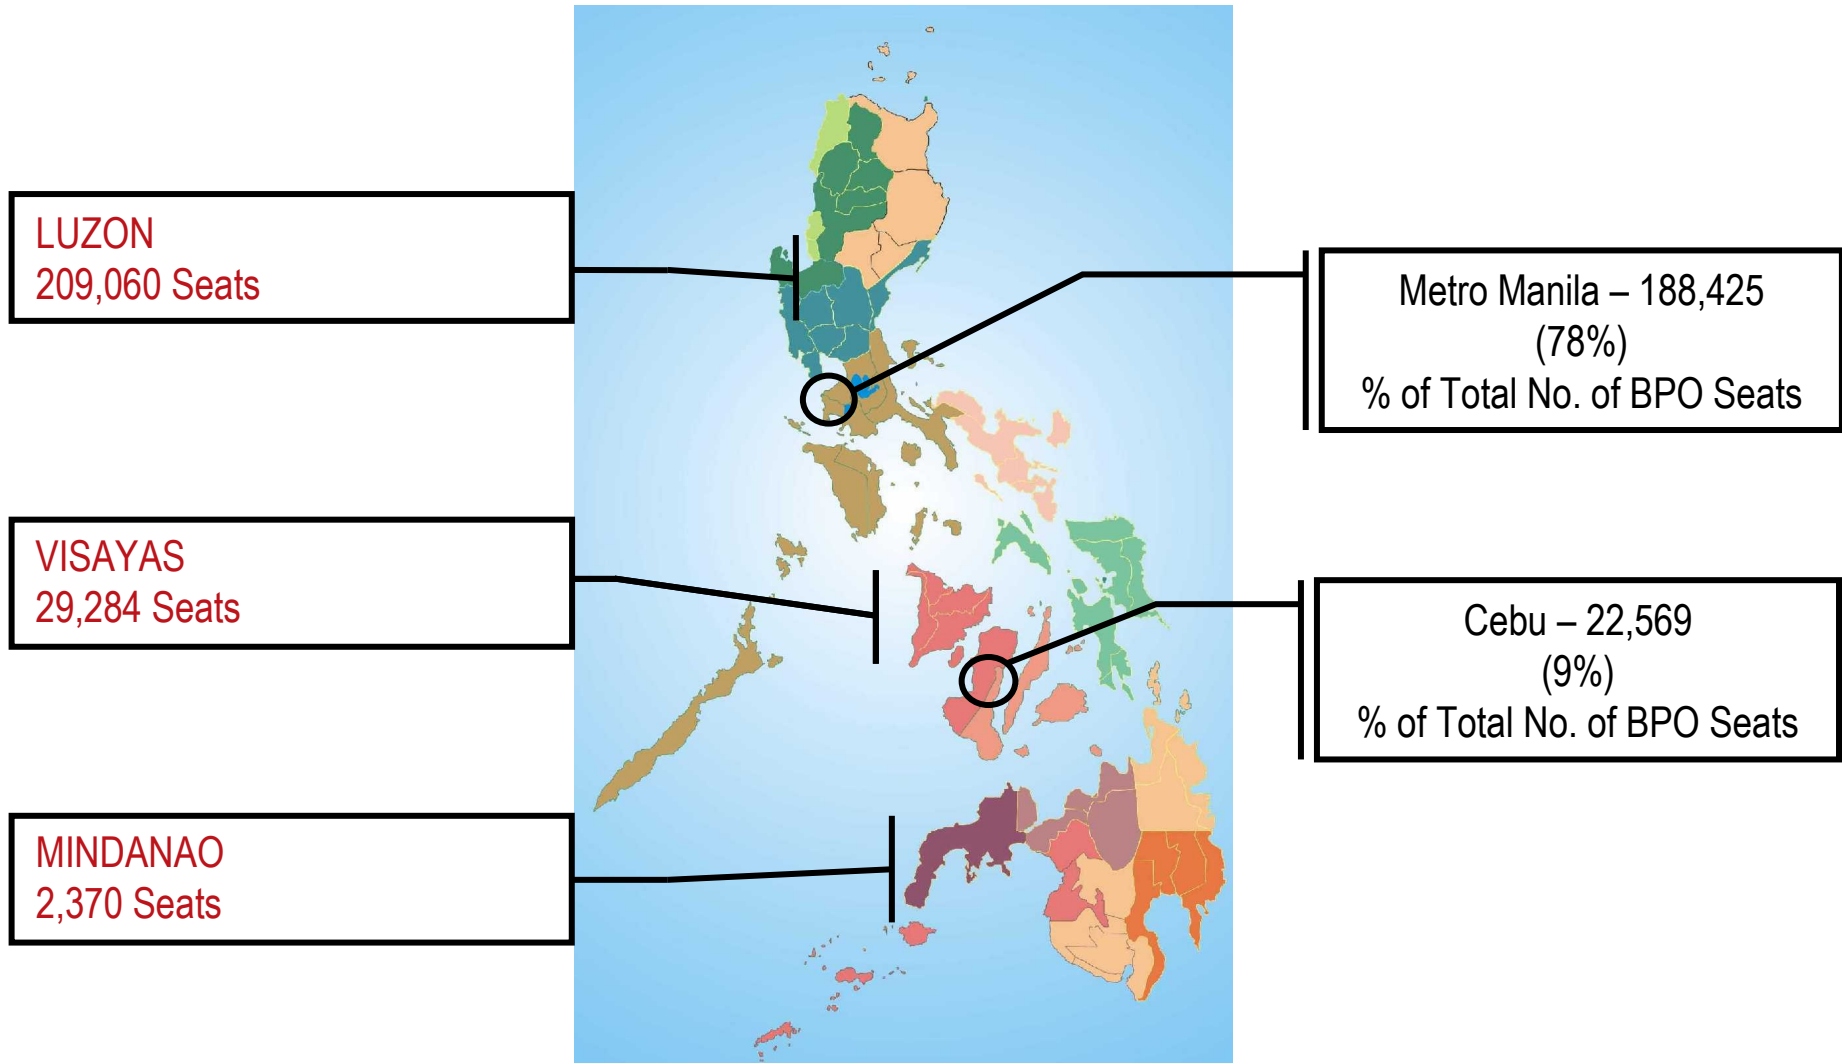 LUZON
209,060 Seats
VISAYAS
29,284 Seats
MINDANAO
2,370 Seats
Metro Manila – 188,425
(78%)
% of Total No. of BPO Seats
Cebu – 22,569
(9%)
% of Total No. of BPO Seats